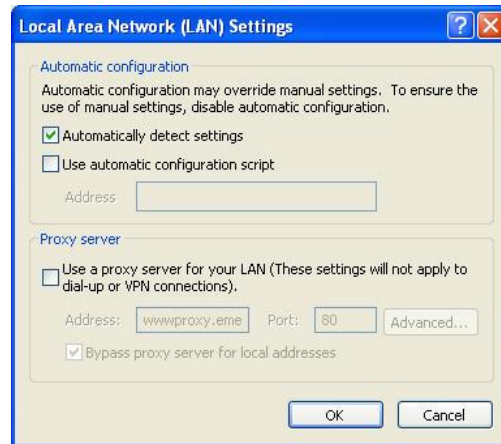 Local Area Network (LAN) Settings
Automatic configuration
Automatic configuration may override manual settings. To ensure the
use of manual settings, disable automatic configuration.
Automatically detect settings
Use automatic configuration script
Address
Proxy server
Use a proxy server for your LAN (These settings will not apply to
dial-up or VPN connections).
Address: wwwproxy.eme Port: 80 Advanced...
Bypass proxy server for local addresses
OK Cancel